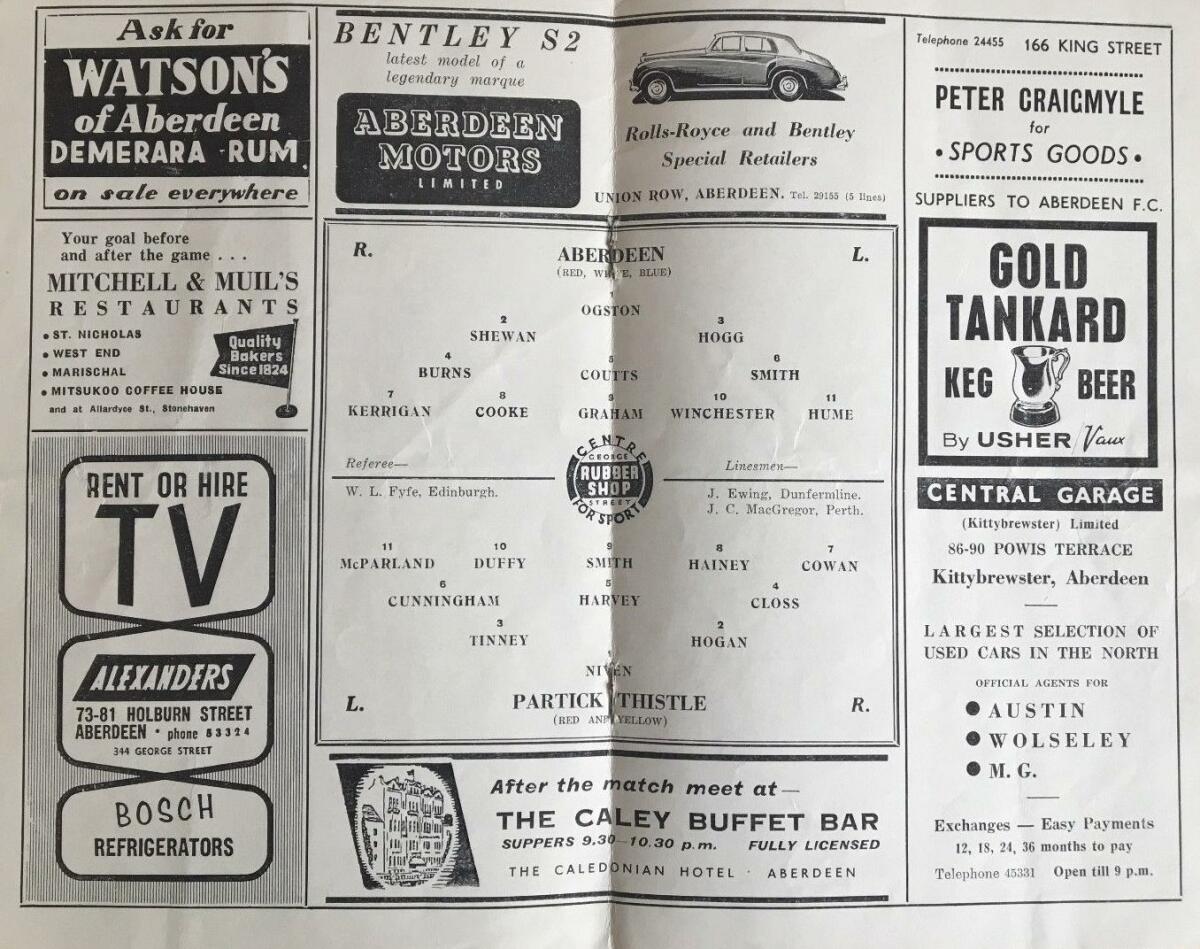 Ask for
WATSON'S
of Aberdeen
DEMERARA RUM
on sale everywhere
Your goal before
and after the game . . .
MITCHELL & MUIL'S
RESTAURANTS
• ST. NICHOLAS
• WEST END
• MARISCHAL
• MITSUKOO COFFEE HOUSE
and at Allardyce St., Stonehaven
Quality
Bakers
Since 1824
RENT OR HIRE
TV
ALEXANDERS
73-81 HOLBURN STREET
ABERDEEN • phone 53324
344 GEORGE STREET
BOSCH
REFRIGERATORS
BENTLEY S2
latest model of a
legendary marque
ABERDEEN
MOTORS
LIMITED
Rolls-Royce and Bentley
Special Retailers
UNION ROW, ABERDEEN. Tel. 29155 (5 lines)
R. ABERDEEN L.
(RED, WHITE, BLUE)
1
OGSTON
2 3
SHEWAN HOGG
4 5 6
BURNS COUTTS SMITH
7 8 9 10 11
KERRIGAN COOKE GRAHAM WINCHESTER HUME
Referee— Linesmen—
CENTRE
GEORGE
RUBBER
SHOP
STREET
FOR SPORT
W. L. Fyfe, Edinburgh. J. Ewing, Dunfermline.
J. C. MacGregor, Perth.
11 10 9 8 7
McPARLAND DUFFY SMITH HAINEY COWAN
6 5 4
CUNNINGHAM HARVEY CLOSS
3 2
TINNEY HOGAN
1
NIVEN
L. PARTICK THISTLE R.
(RED AND YELLOW)
After the match meet at—
THE CALEY BUFFET BAR
SUPPERS 9.30—10.30 p.m. FULLY LICENSED
THE CALEDONIAN HOTEL · ABERDEEN
Telephone 24455 166 KING STREET
PETER CRAIGMYLE
for
• SPORTS GOODS •
SUPPLIERS TO ABERDEEN F.C.
GOLD
TANKARD
KEG BEER
By USHER/Vaux
CENTRAL GARAGE
(Kittybrewster) Limited
86-90 POWIS TERRACE
Kittybrewster, Aberdeen
LARGEST SELECTION OF
USED CARS IN THE NORTH
OFFICIAL AGENTS FOR
● AUSTIN
● WOLSELEY
● M. G.
Exchanges — Easy Payments
12, 18, 24, 36 months to pay
Telephone 45331 Open till 9 p.m.